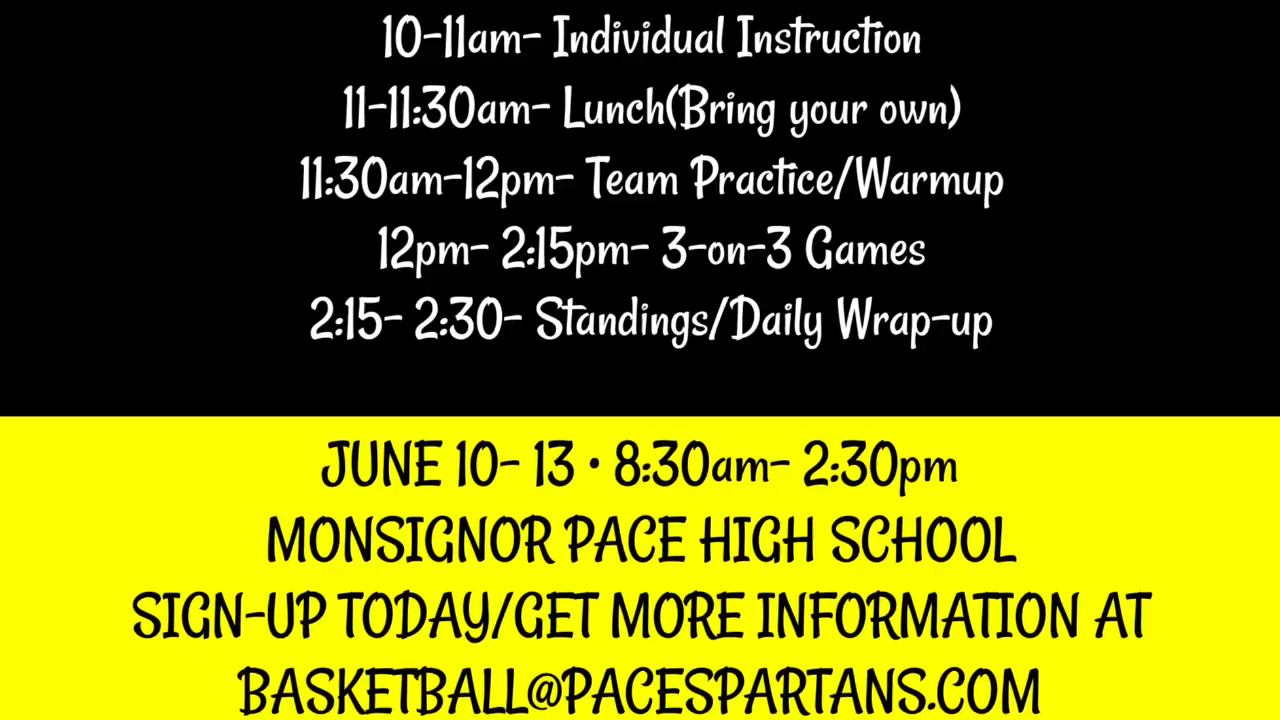 10-11am- Individual Instruction
11-11:30am- Lunch(Bring your own)
11:30am-12pm- Team Practice/Warmup
12pm- 2:15pm- 3-on-3 Games
2:15- 2:30- Standings/Daily Wrap-up
JUNE 10- 13 • 8:30am- 2:30pm
MONSIGNOR PACE HIGH SCHOOL
SIGN-UP TODAY/GET MORE INFORMATION AT
BASKETBALL@PACESPARTANS.COM